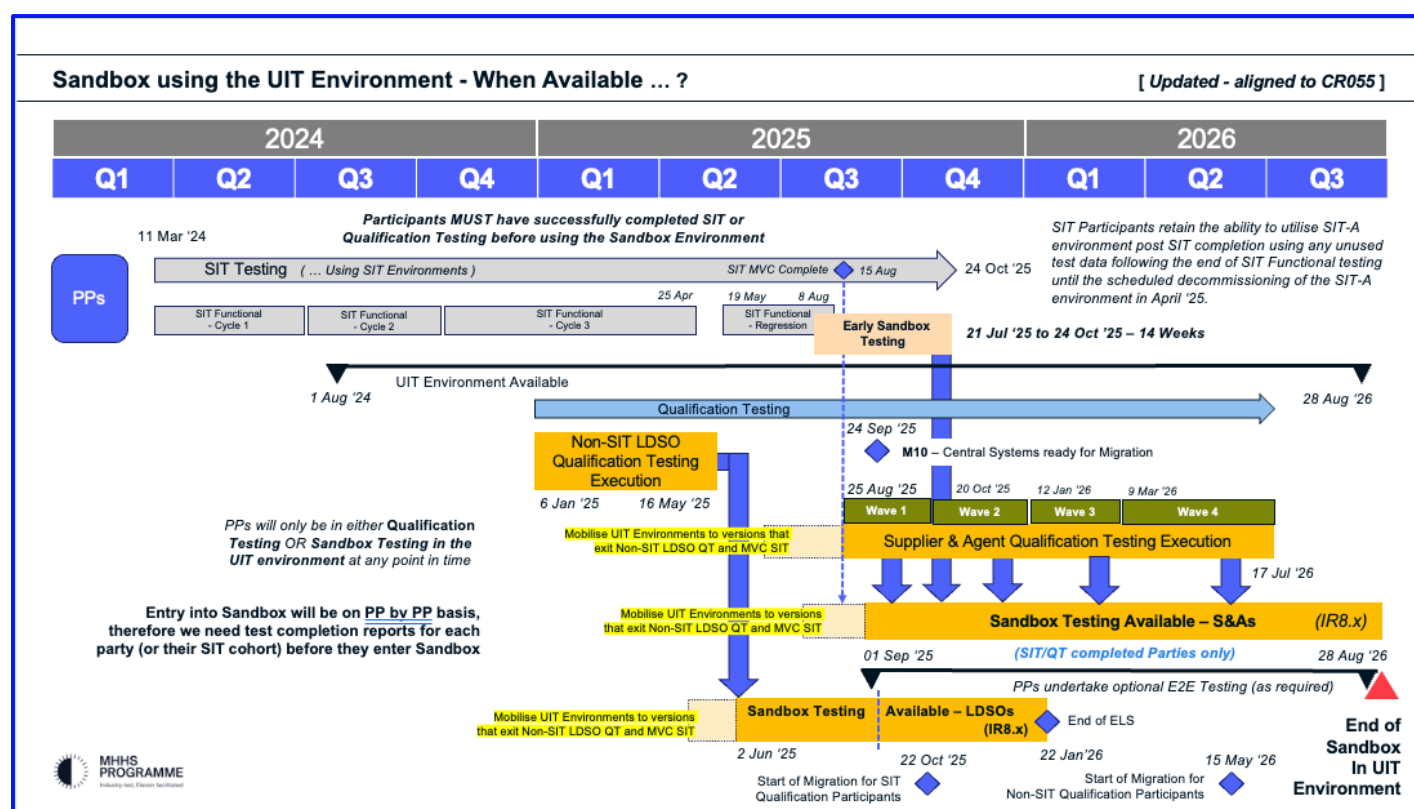 Sandbox using the UIT Environment - When Available … ?
[ Updated - aligned to CR055 ]
2024
2025
2026
Q1
Q2
Q3
Q4
Q1
Q2
Q3
Q4
Q1
Q2
Q3
Participants MUST have successfully completed SIT or
Qualification Testing before using the Sandbox Environment
SIT Participants retain the ability to utilise SIT-A
environment post SIT completion using any unused
test data following the end of SIT Functional testing
until the scheduled decommissioning of the SIT-A
environment in April '25.
11 Mar '24
PPs
SIT Testing ( … Using SIT Environments )
SIT MVC Complete
15 Aug
24 Oct '25
25 Apr
19 May
8 Aug
SIT Functional
- Cycle 1
SIT Functional
- Cycle 2
SIT Functional
- Cycle 3
SIT Functional
- Regression
Early Sandbox
Testing
21 Jul '25 to 24 Oct '25 – 14 Weeks
UIT Environment Available
1 Aug '24
28 Aug '26
Qualification Testing
24 Sep '25
M10 – Central Systems ready for Migration
Non-SIT LDSO
Qualification Testing
Execution
6 Jan '25
16 May '25
25 Aug '25
20 Oct '25
12 Jan '26
9 Mar '26
Wave 1
Wave 2
Wave 3
Wave 4
PPs will only be in either Qualification
Testing OR Sandbox Testing in the
UIT environment at any point in time
Mobilise UIT Environments to versions that
exit Non-SIT LDSO QT and MVC SIT
Supplier & Agent Qualification Testing Execution
17 Jul '26
Entry into Sandbox will be on PP by PP basis,
therefore we need test completion reports for each
party (or their SIT cohort) before they enter Sandbox
Mobilise UIT Environments to versions
that exit Non-SIT LDSO QT and MVC SIT
Sandbox Testing Available – S&As (IR8.x)
01 Sep '25
(SIT/QT completed Parties only)
28 Aug '26
PPs undertake optional E2E Testing (as required)
Mobilise UIT Environments to versions
that exit Non-SIT LDSO QT and MVC SIT
Sandbox Testing Available – LDSOs
(IR8.x)
End of ELS
End of
Sandbox
In UIT
Environment
2 Jun '25
22 Oct '25
22 Jan'26
15 May '26
Start of Migration for SIT
Qualification Participants
Start of Migration for
Non-SIT Qualification Participants
MHHS
PROGRAMME
Industry-led, Elexon facilitated